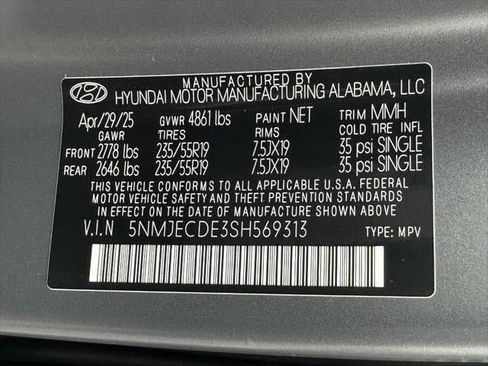 MANUFACTURED BY
HYUNDAI MOTOR MANUFACTURING ALABAMA, LLC
Apr/29/25 GVWR 4861 lbs PAINT NET TRIM MMH
GAWR TIRES RIMS COLD TIRE INFL
FRONT 2778 lbs 235/55R19 7.5JX19 35 psi SINGLE
REAR 2646 lbs 235/55R19 7.5JX19 35 psi SINGLE
THIS VEHICLE CONFORMS TO ALL APPLICABLE U.S.A. FEDERAL
MOTOR VEHICLE SAFETY AND THEFT PREVENTION STANDARDS
IN EFFECT ON THE DATE OF MANUFACTURE SHOWN ABOVE.
V.I.N 5NMJECDE3SH569313 TYPE: MPV